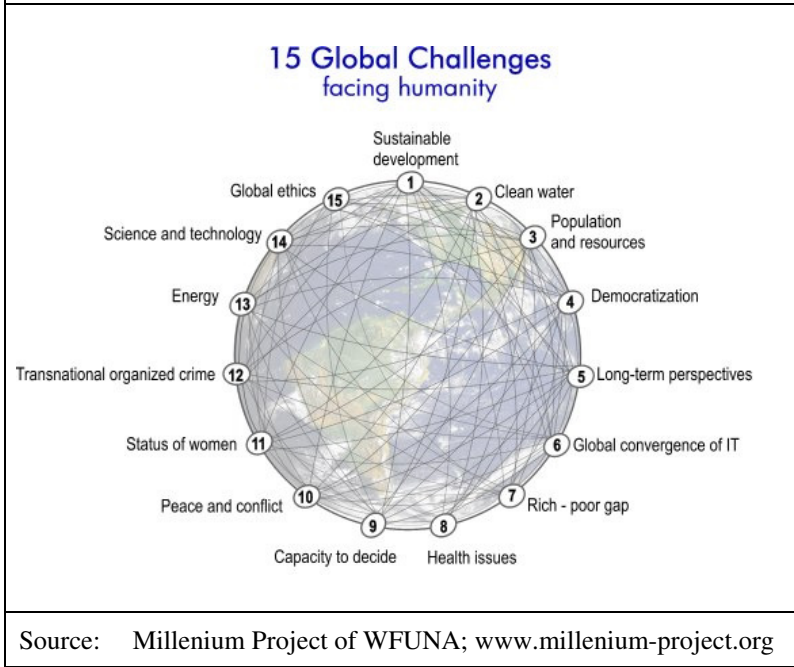 15 Global Challenges
facing humanity
Sustainable
development
1
2
Clean water
3
Population
and resources
4
Democratization
5
Long-term perspectives
6
Global convergence of IT
7
Rich - poor gap
8
Health issues
9
Capacity to decide
10
Peace and conflict
11
Status of women
12
Transnational organized crime
13
Energy
14
Science and technology
15
Global ethics
Source: Millenium Project of WFUNA; www.millenium-project.org